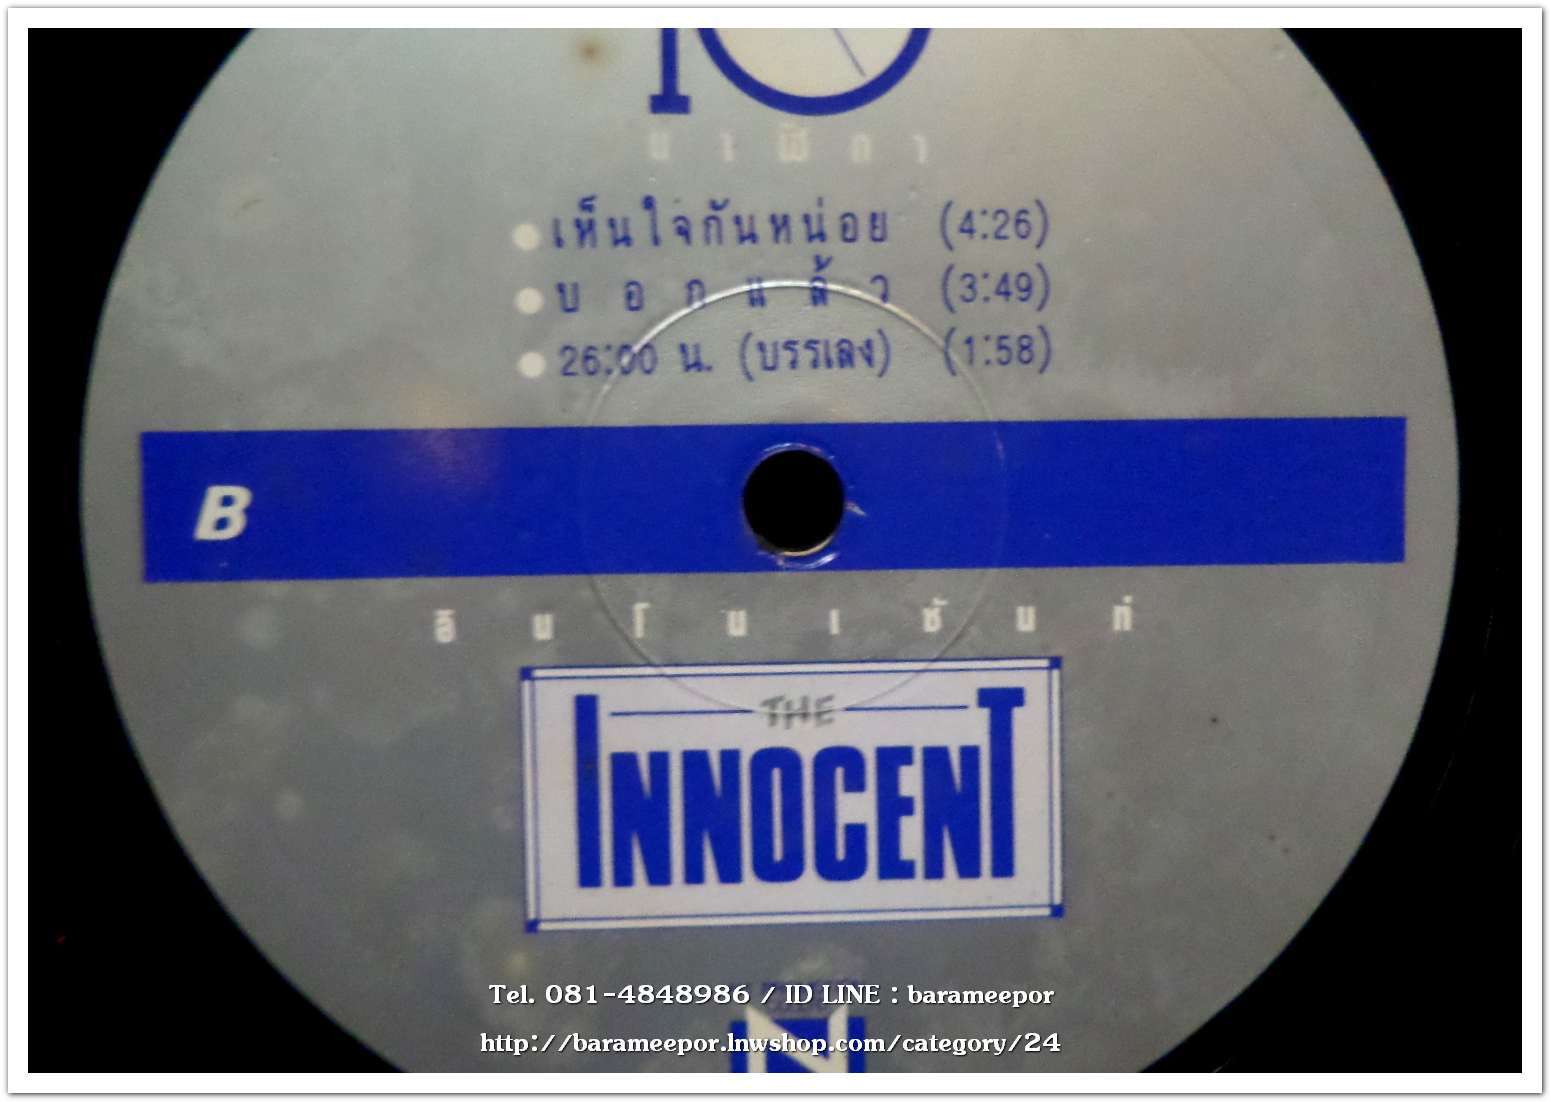 10
นาฬิกา
เห็นใจกันหน่อย (4:26)
บอกแล้ว (3:49)
26:00 น. (บรรเลง) (1:58)
B
อินโนเซ้นท์
THE
INNOCENT
Tel. 081-4848986 / ID LINE : barameepor
http://barameepor.lnwshop.com/category/24